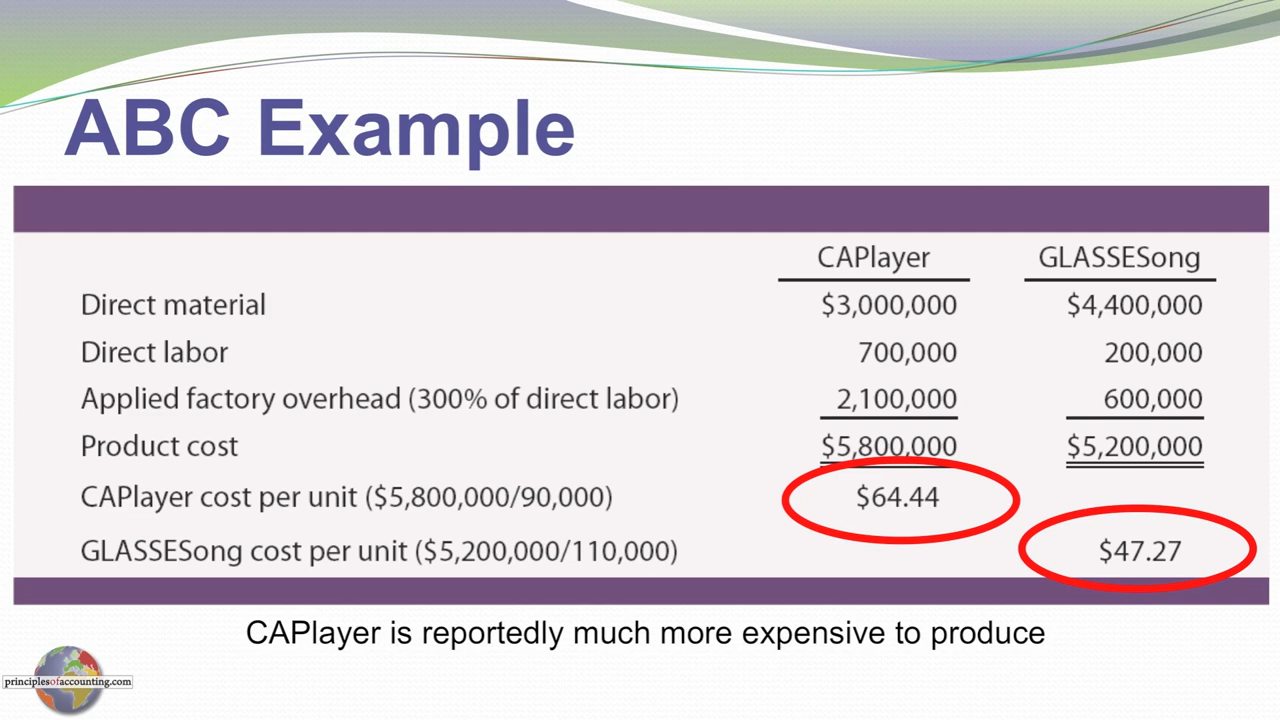 ABC Example
CAPlayer GLASSESong
Direct material $3,000,000 $4,400,000
Direct labor 700,000 200,000
Applied factory overhead (300% of direct labor) 2,100,000 600,000
Product cost $5,800,000 $5,200,000
CAPlayer cost per unit ($5,800,000/90,000) $64.44
GLASSESong cost per unit ($5,200,000/110,000) $47.27
CAPlayer is reportedly much more expensive to produce
principlesofaccounting.com